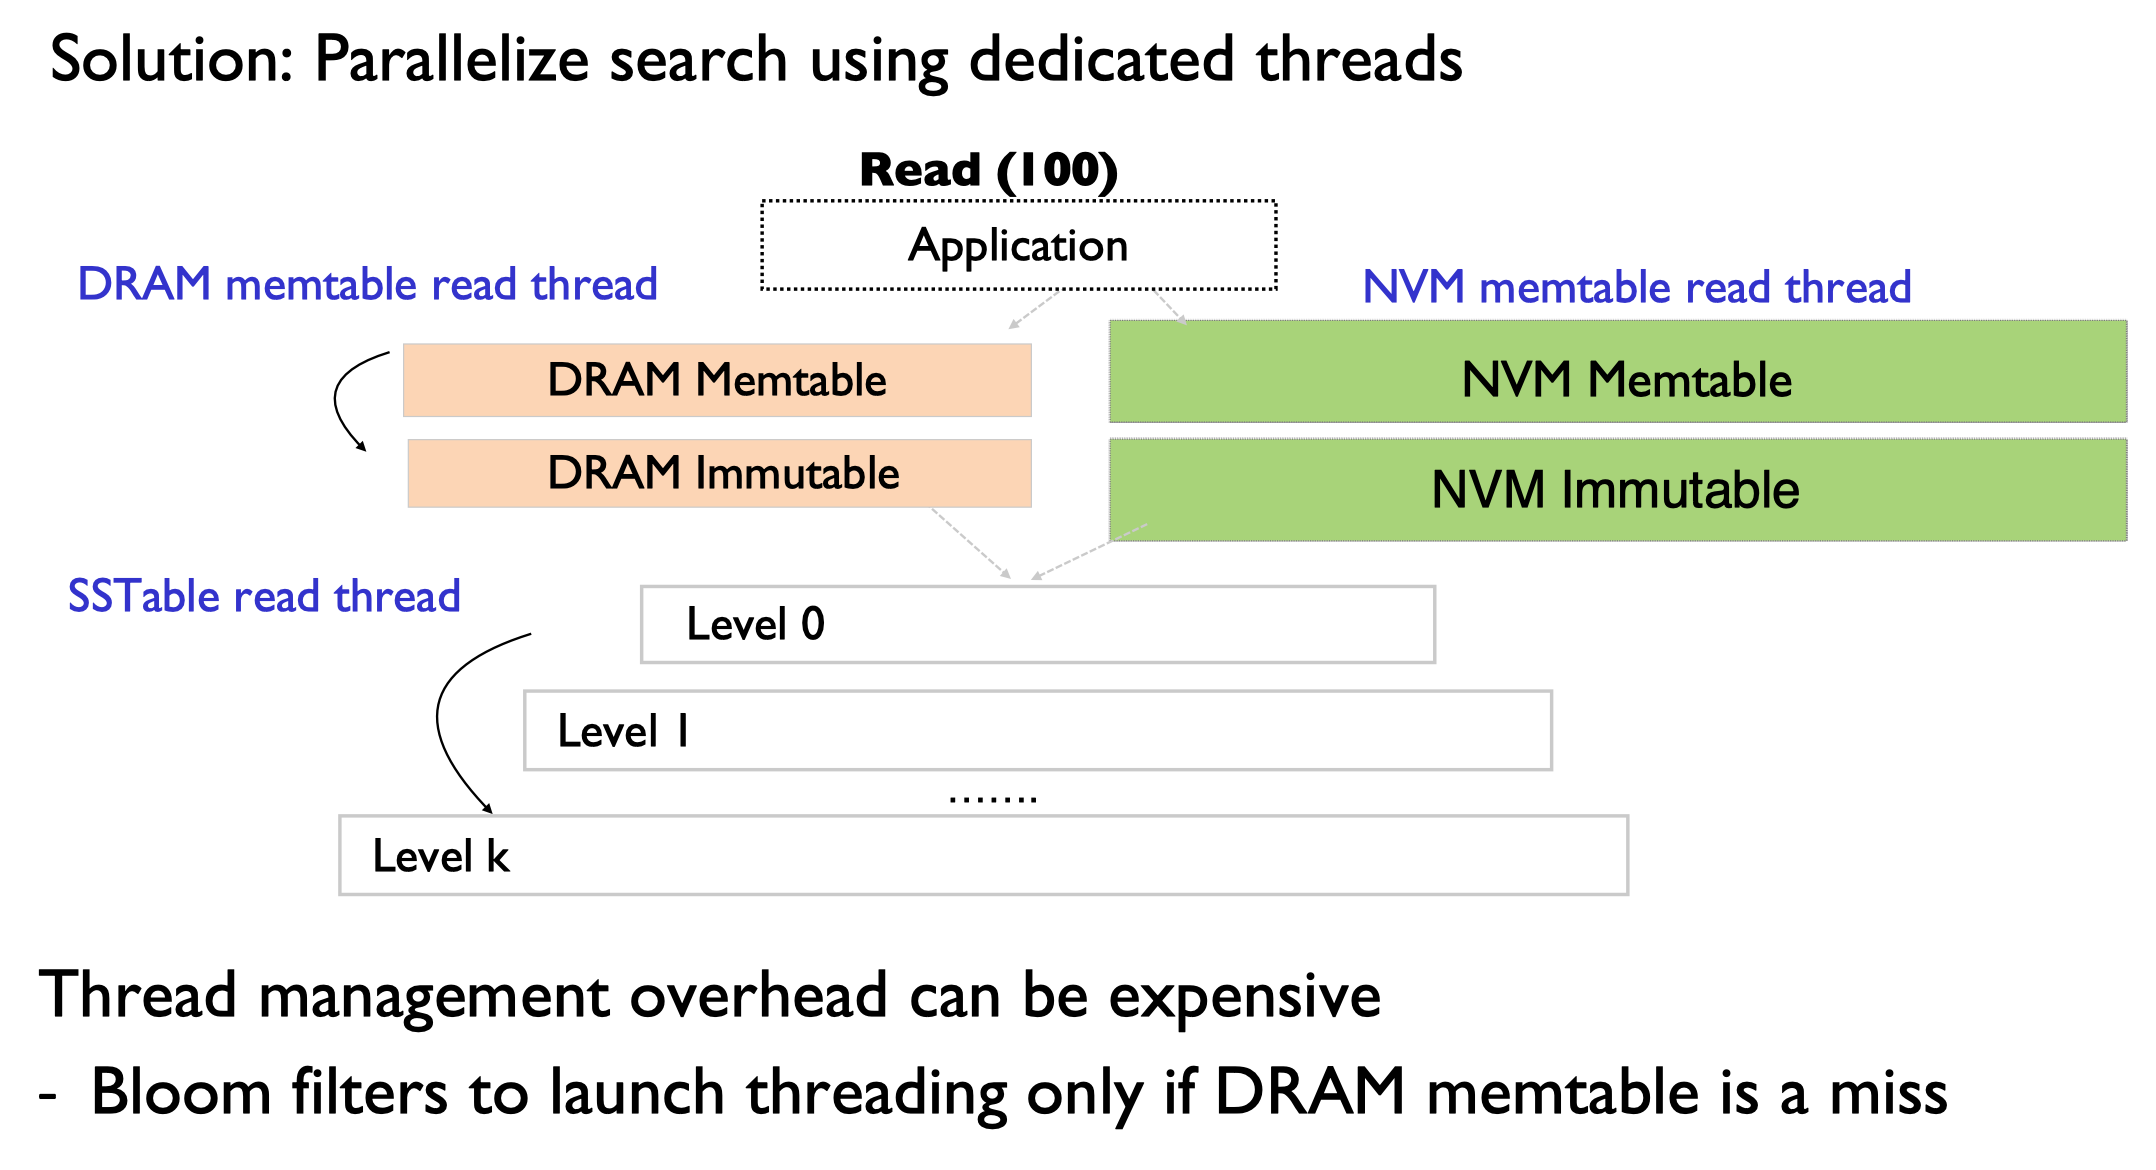 Solution: Parallelize search using dedicated threads
Read (100)
Application
DRAM memtable read thread
NVM memtable read thread
DRAM Memtable
NVM Memtable
DRAM Immutable
NVM Immutable
SSTable read thread
Level 0
Level 1
.......
Level k
Thread management overhead can be expensive
- Bloom filters to launch threading only if DRAM memtable is a miss